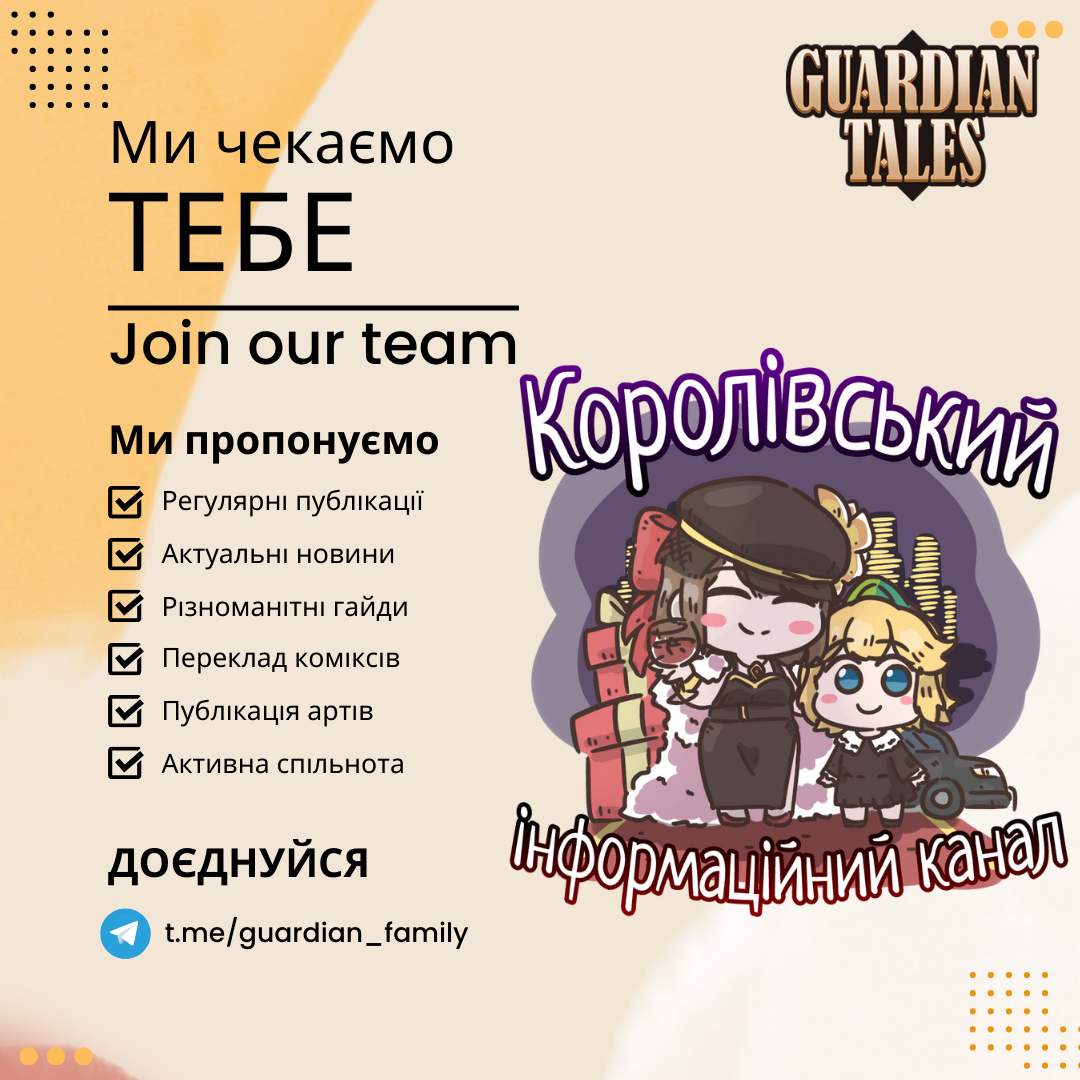 GUARDIAN
TALES
Ми чекаємо
ТЕБЕ
Join our team
Ми пропонуємо
Регулярні публікації
Актуальні новини
Різноманітні гайди
Переклад коміксів
Публікація артів
Активна спільнота
ДОЄДНУЙСЯ
t.me/guardian_family
Королівський
інформаційний канал